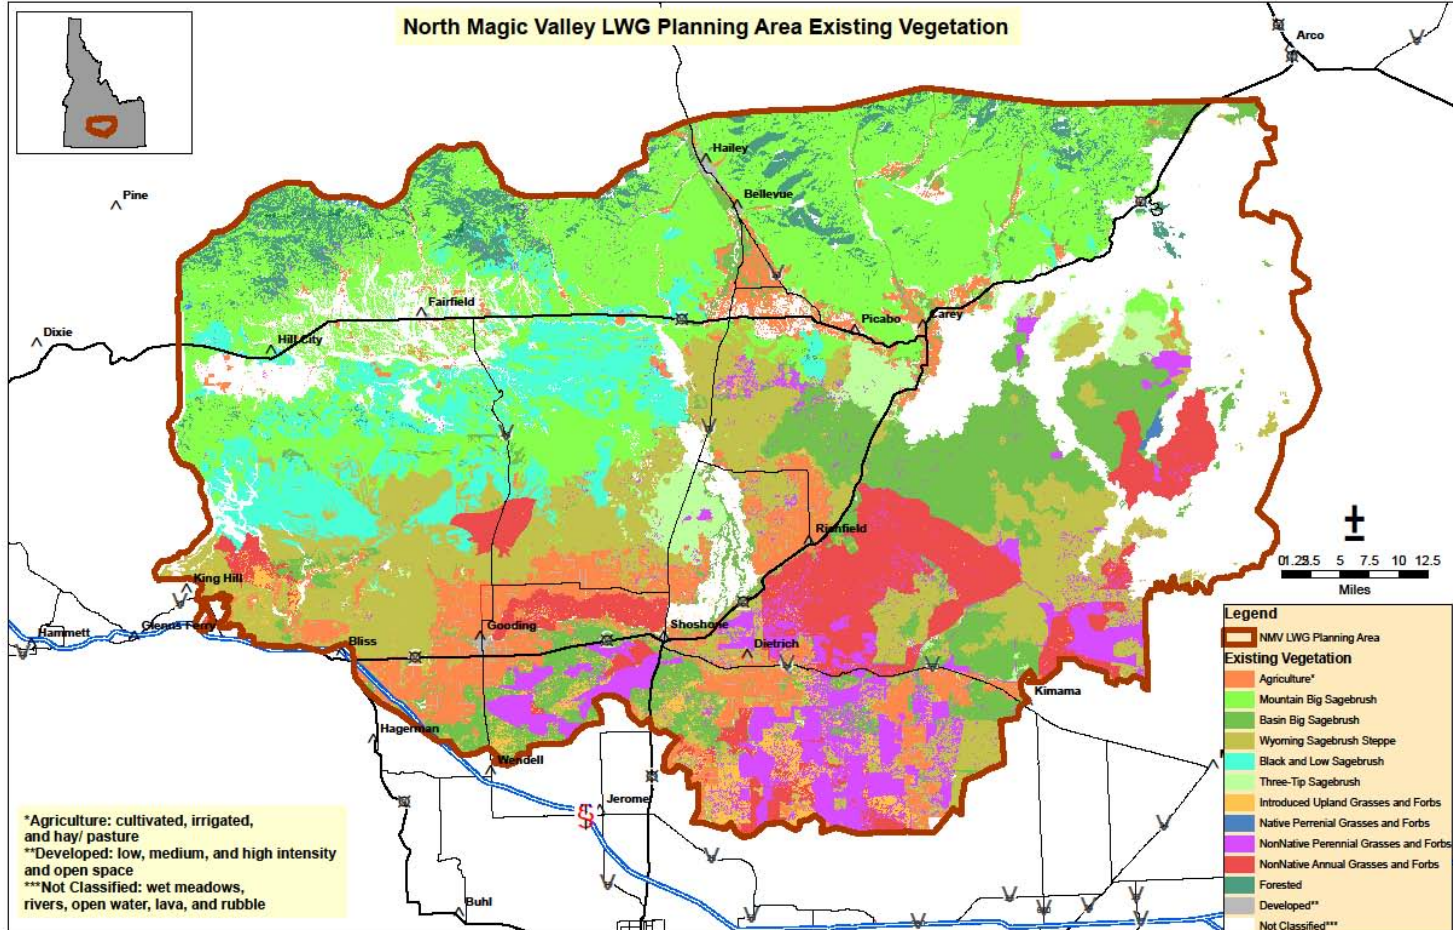 North Magic Valley LWG Planning Area Existing Vegetation
Arco
Hailey
Pine
Bellevue
Fairfield
Dixie
Hill City
Picabo
Carey
Richfield
King Hill
Hammett
Glenns Ferry
Bliss
Gooding
Shoshone
Dietrich
Kimama
Hagerman
Wendell
Jerome
Buhl
5 10 12.5
Miles
Legend
NMV LWG Planning Area
Existing Vegetation
Agriculture*
Mountain Big Sagebrush
Basin Big Sagebrush
Wyoming Sagebrush Steppe
Black and Low Sagebrush
Three-Tip Sagebrush
Introduced Upland Grasses and Forbs
Native Perrenial Grasses and Forbs
NonNative Perennial Grasses and Forbs
NonNative Annual Grasses and Forbs
Forested
Developed**
Not Classified***
*Agriculture: cultivated, irrigated,
and hay/ pasture
**Developed: low, medium, and high intensity
and open space
***Not Classified: wet meadows,
rivers, open water, lava, and rubble